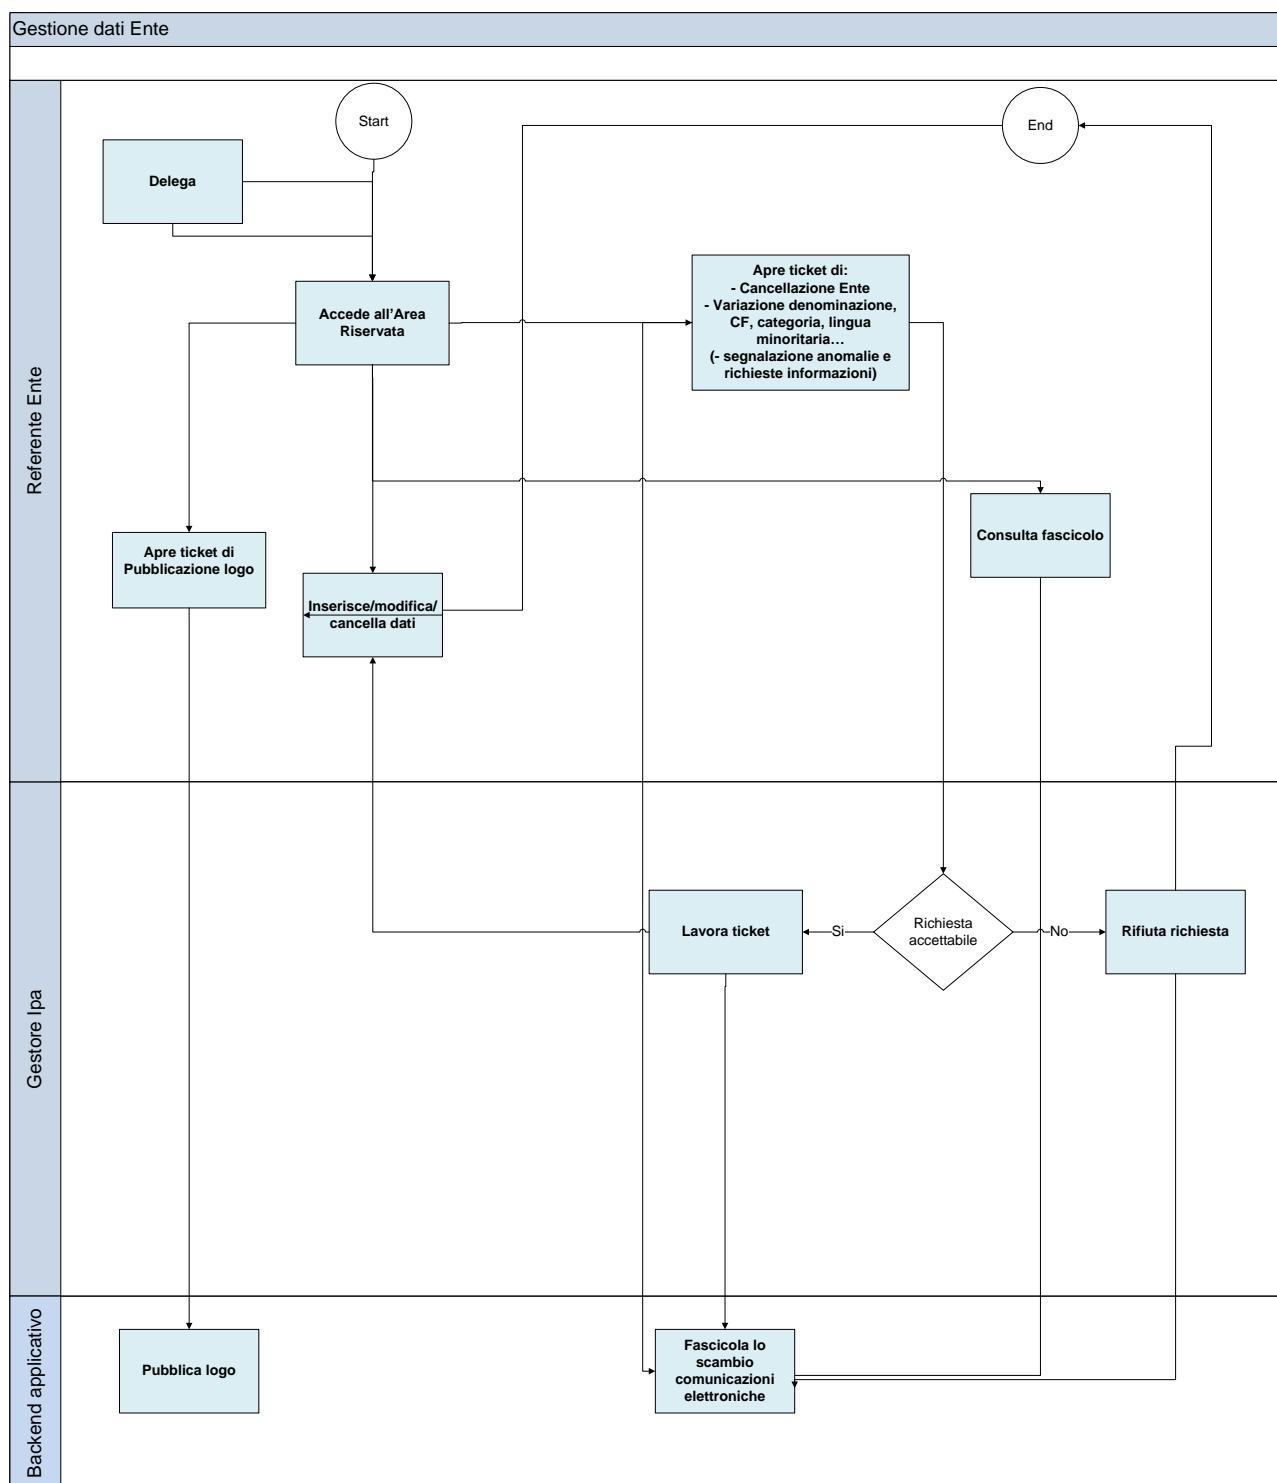 Gestione dati Ente
Referente Ente
Start
End
Delega
Accede all’Area
Riservata
Apre ticket di:
- Cancellazione Ente
- Variazione denominazione,
CF, categoria, lingua
minoritaria…
(- segnalazione anomalie e
richieste informazioni)
Consulta fascicolo
Apre ticket di
Pubblicazione logo
Inserisce/modifica/
cancella dati
Gestore Ipa
Lavora ticket
Si
Richiesta
accettabile
No
Rifiuta richiesta
Backend applicativo
Pubblica logo
Fascicola lo
scambio
comunicazioni
elettroniche